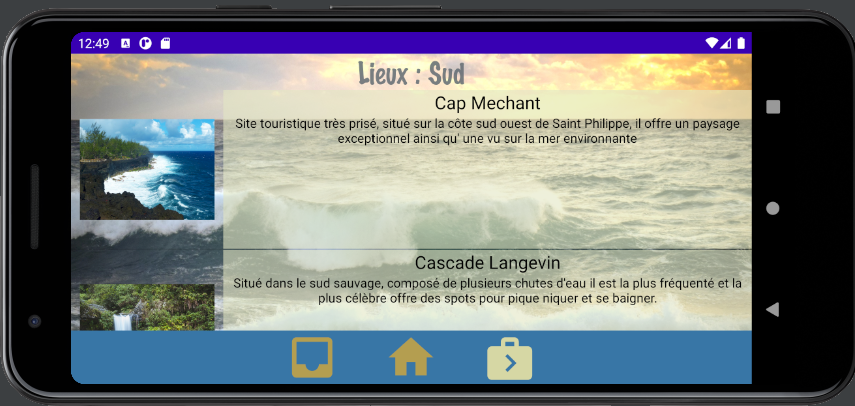 12:49
Lieux : Sud
Cap Mechant
Site touristique très prisé, situé sur la côte sud ouest de Saint Philippe, il offre un paysage
exceptionnel ainsi qu' une vu sur la mer environnante
Cascade Langevin
Situé dans le sud sauvage, composé de plusieurs chutes d'eau il est la plus fréquenté et la
plus célèbre offre des spots pour pique niquer et se baigner.